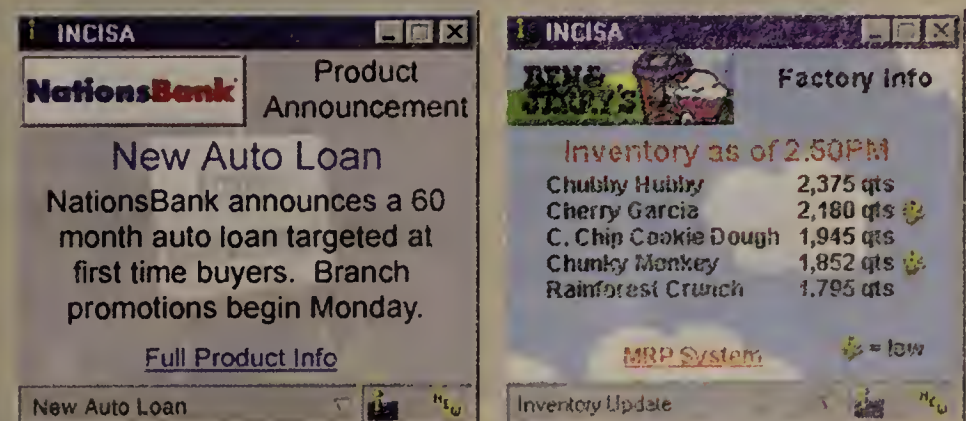 INCISA
NationsBank
Product
Announcement
New Auto Loan
NationsBank announces a 60
month auto loan targeted at
first time buyers. Branch
promotions begin Monday.
Full Product Info
New Auto Loan
NEW
INCISA
BEN &
JERRY'S
Factory Info
Inventory as of 2.50PM
Chubby Hubby 2,375 qts
Cherry Garcia 2,180 qts
C. Chip Cookie Dough 1,945 qts
Chunky Monkey 1,852 qts
Rainforest Crunch 1.795 qts
= low
MRP System
Inventory Update
NEW